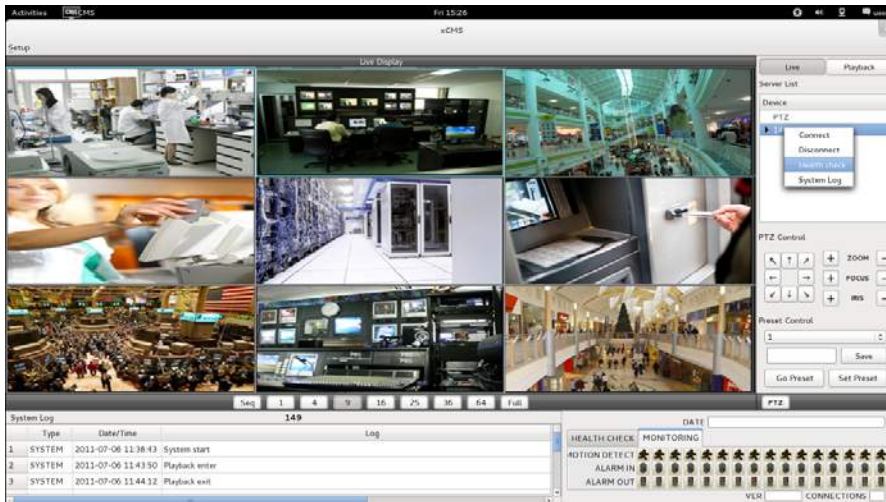 Activities CMS Fri 15:26
xCMS
Setup
Live Display
Live Playback
Server List
Device
PTZ
Connect
Disconnect
Health check
System Log
PTZ Control
+ ZOOM -
+ FOCUS -
+ IRIS -
Preset Control
1
Save
Go Preset Set Preset
Seq 1 4 9 16 25 36 64 Full
PTZ
System Log 149
Type Date/Time Log
1 SYSTEM 2011-07-06 11:38:43 System start
2 SYSTEM 2011-07-06 11:43:50 Playback enter
3 SYSTEM 2011-07-06 11:44:12 Playback exit
DATE
HEALTH CHECK MONITORING
MOTION DETECT
ALARM IN
ALARM OUT
VER CONNECTIONS